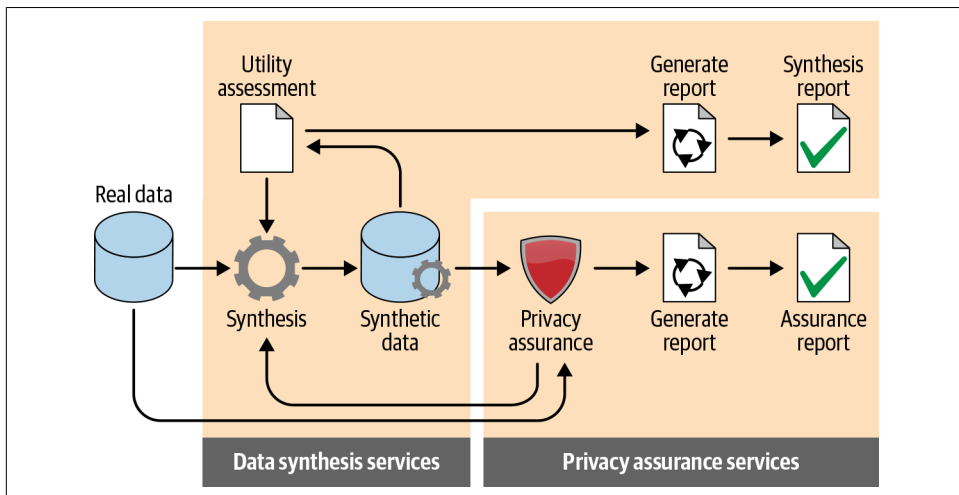 Utility
assessment
Generate
report
Synthesis
report
Real data
Synthesis
Synthetic
data
Privacy
assurance
Generate
report
Assurance
report
Data synthesis services
Privacy assurance services